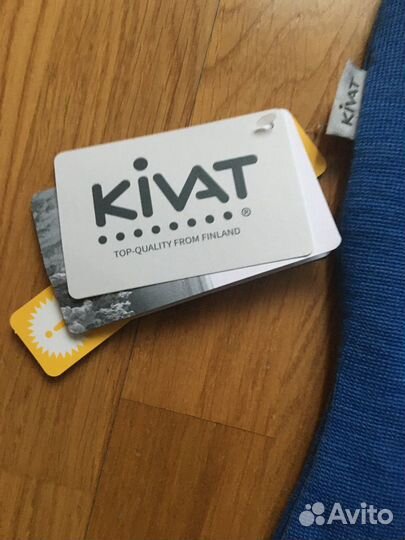 KiVAT
KiVAT
®
TOP-QUALITY FROM FINLAND
Avito